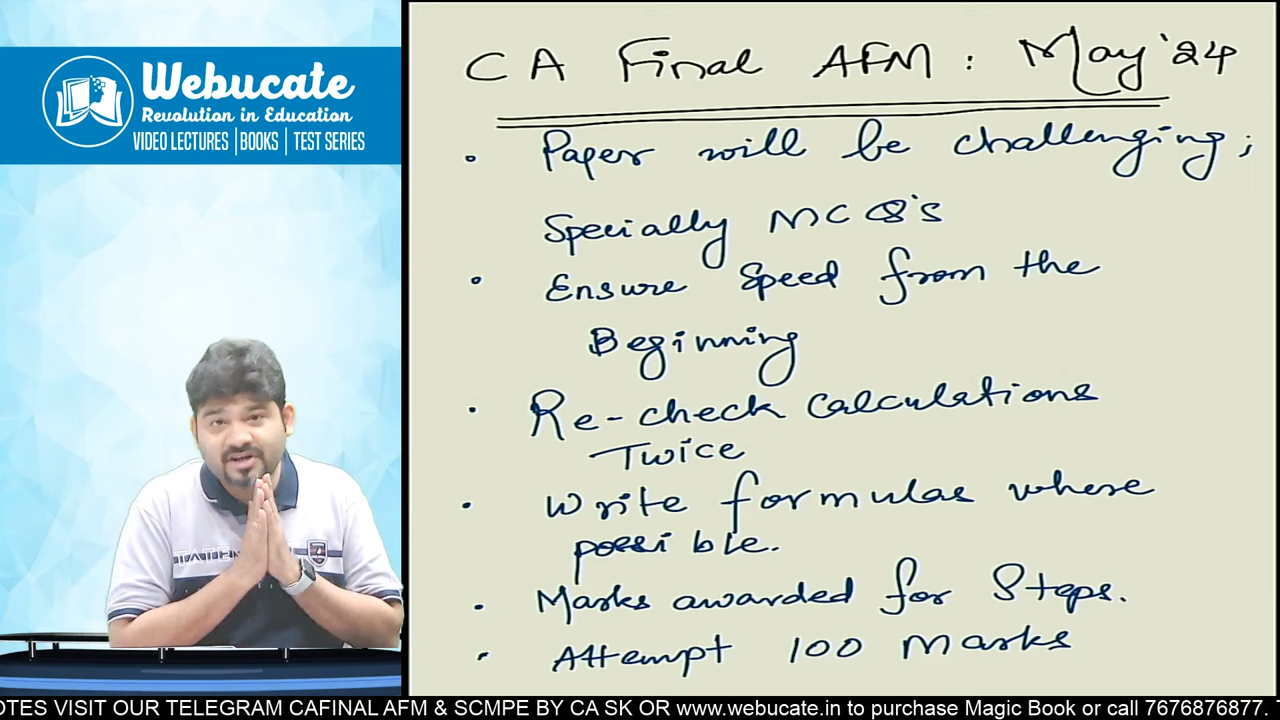 Webucate
Revolution in Education
VIDEO LECTURES | BOOKS | TEST SERIES
CA Final AFM : May '24
• Paper will be challenging;
Specially MCQ's
• Ensure Speed from the
Beginning
• Re-check calculations
Twice
• Write formulas where
possible.
• Marks awarded for Steps.
• Attempt 100 Marks
OTES VISIT OUR TELEGRAM CAFINAL AFM & SCMPE BY CA SK OR www.webucate.in to purchase Magic Book or call 7676876877.